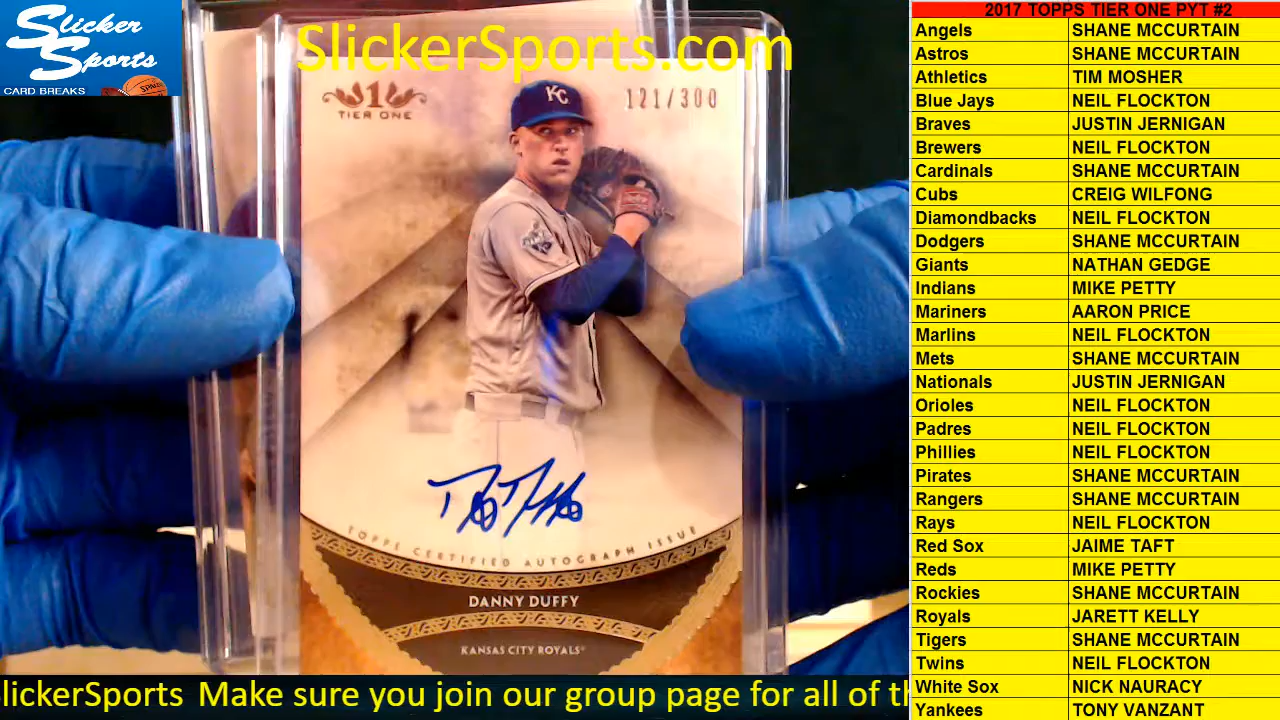 Slicker
Sports
CARD BREAKS
SPALDING
SlickerSports.com
1
TIER ONE
121/300
KC
TOPPS CERTIFIED AUTOGRAPH ISSUE
DANNY DUFFY
KANSAS CITY ROYALS
lickerSports Make sure you join our group page for all of th
2017 TOPPS TIER ONE PYT #2
Angels SHANE MCCURTAIN
Astros SHANE MCCURTAIN
Athletics TIM MOSHER
Blue Jays NEIL FLOCKTON
Braves JUSTIN JERNIGAN
Brewers NEIL FLOCKTON
Cardinals SHANE MCCURTAIN
Cubs CREIG WILFONG
Diamondbacks NEIL FLOCKTON
Dodgers SHANE MCCURTAIN
Giants NATHAN GEDGE
Indians MIKE PETTY
Mariners AARON PRICE
Marlins NEIL FLOCKTON
Mets SHANE MCCURTAIN
Nationals JUSTIN JERNIGAN
Orioles NEIL FLOCKTON
Padres NEIL FLOCKTON
Phillies NEIL FLOCKTON
Pirates SHANE MCCURTAIN
Rangers SHANE MCCURTAIN
Rays NEIL FLOCKTON
Red Sox JAIME TAFT
Reds MIKE PETTY
Rockies SHANE MCCURTAIN
Royals JARETT KELLY
Tigers SHANE MCCURTAIN
Twins NEIL FLOCKTON
White Sox NICK NAURACY
Yankees TONY VANZANT